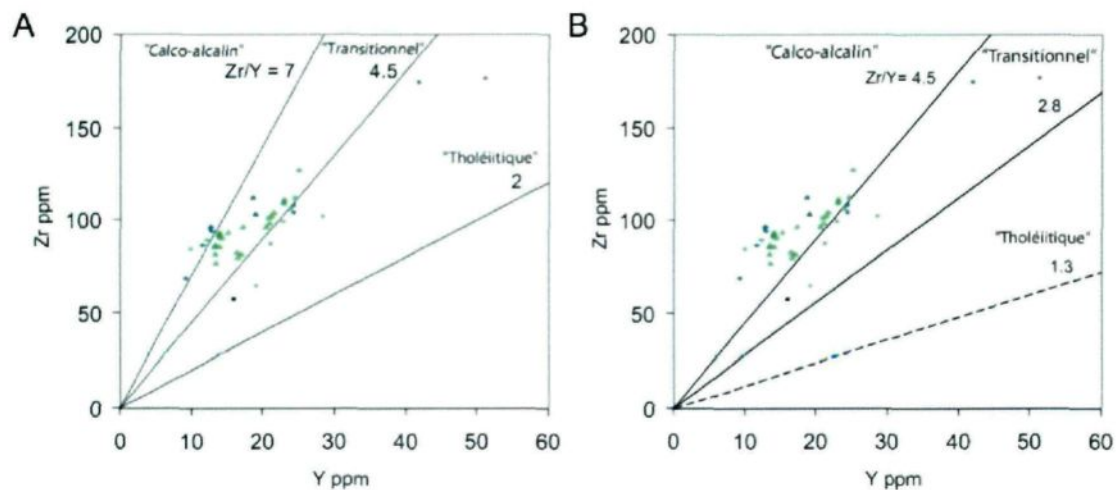 A
200
150
100
50
0
Zr ppm
"Calco-alcalin"
Zr/Y = 7
"Transitionnel"
4.5
"Tholéiitique"
2
0 10 20 30 40 50 60
Y ppm
B
200
150
100
50
0
Zr ppm
"Calco-alcalin"
Zr/Y= 4.5
"Transitionnel"
2.8
"Tholéiitique"
1.3
0 10 20 30 40 50 60
Y ppm